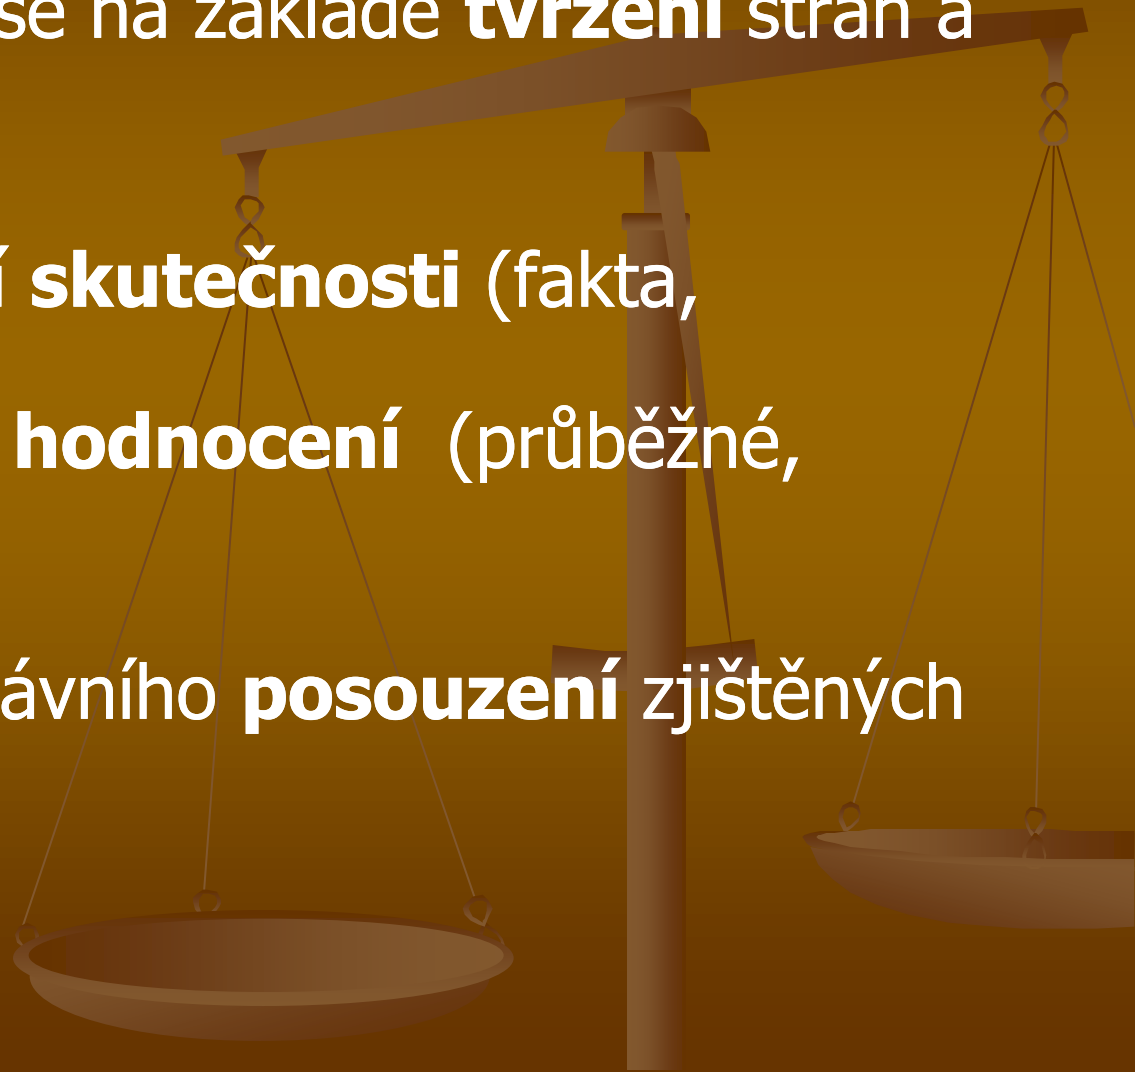 se na základě **tvrzení** stran a
í **skutečnosti** (fakta,
**hodnocení** (průběžné,
ávního **posouzení** zjištěných